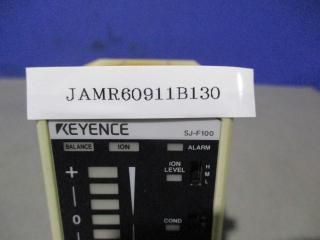 JAMR60911B130
KEYENCE SJ-F100
BALANCE ION ALARM
ION
LEVEL
H
M
L
+
I
0
I
COND